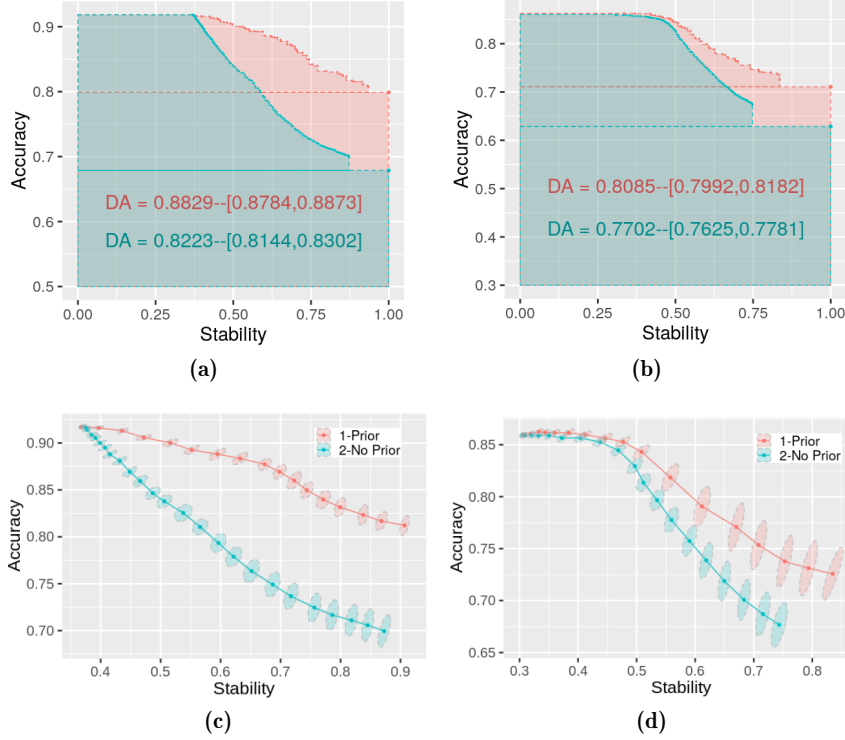 Accuracy
0.9
0.8
0.7
0.6
0.5
DA = 0.8829--[0.8784,0.8873]
DA = 0.8223--[0.8144,0.8302]
0.00 0.25 0.50 0.75 1.00
Stability
(a)
Accuracy
0.8
0.7
0.6
0.5
0.4
0.3
DA = 0.8085--[0.7992,0.8182]
DA = 0.7702--[0.7625,0.7781]
0.00 0.25 0.50 0.75 1.00
Stability
(b)
Accuracy
0.90
0.85
0.80
0.75
0.70
1-Prior
2-No Prior
0.4 0.5 0.6 0.7 0.8 0.9
Stability
(c)
Accuracy
0.85
0.80
0.75
0.70
0.65
1-Prior
2-No Prior
0.3 0.4 0.5 0.6 0.7 0.8
Stability
(d)